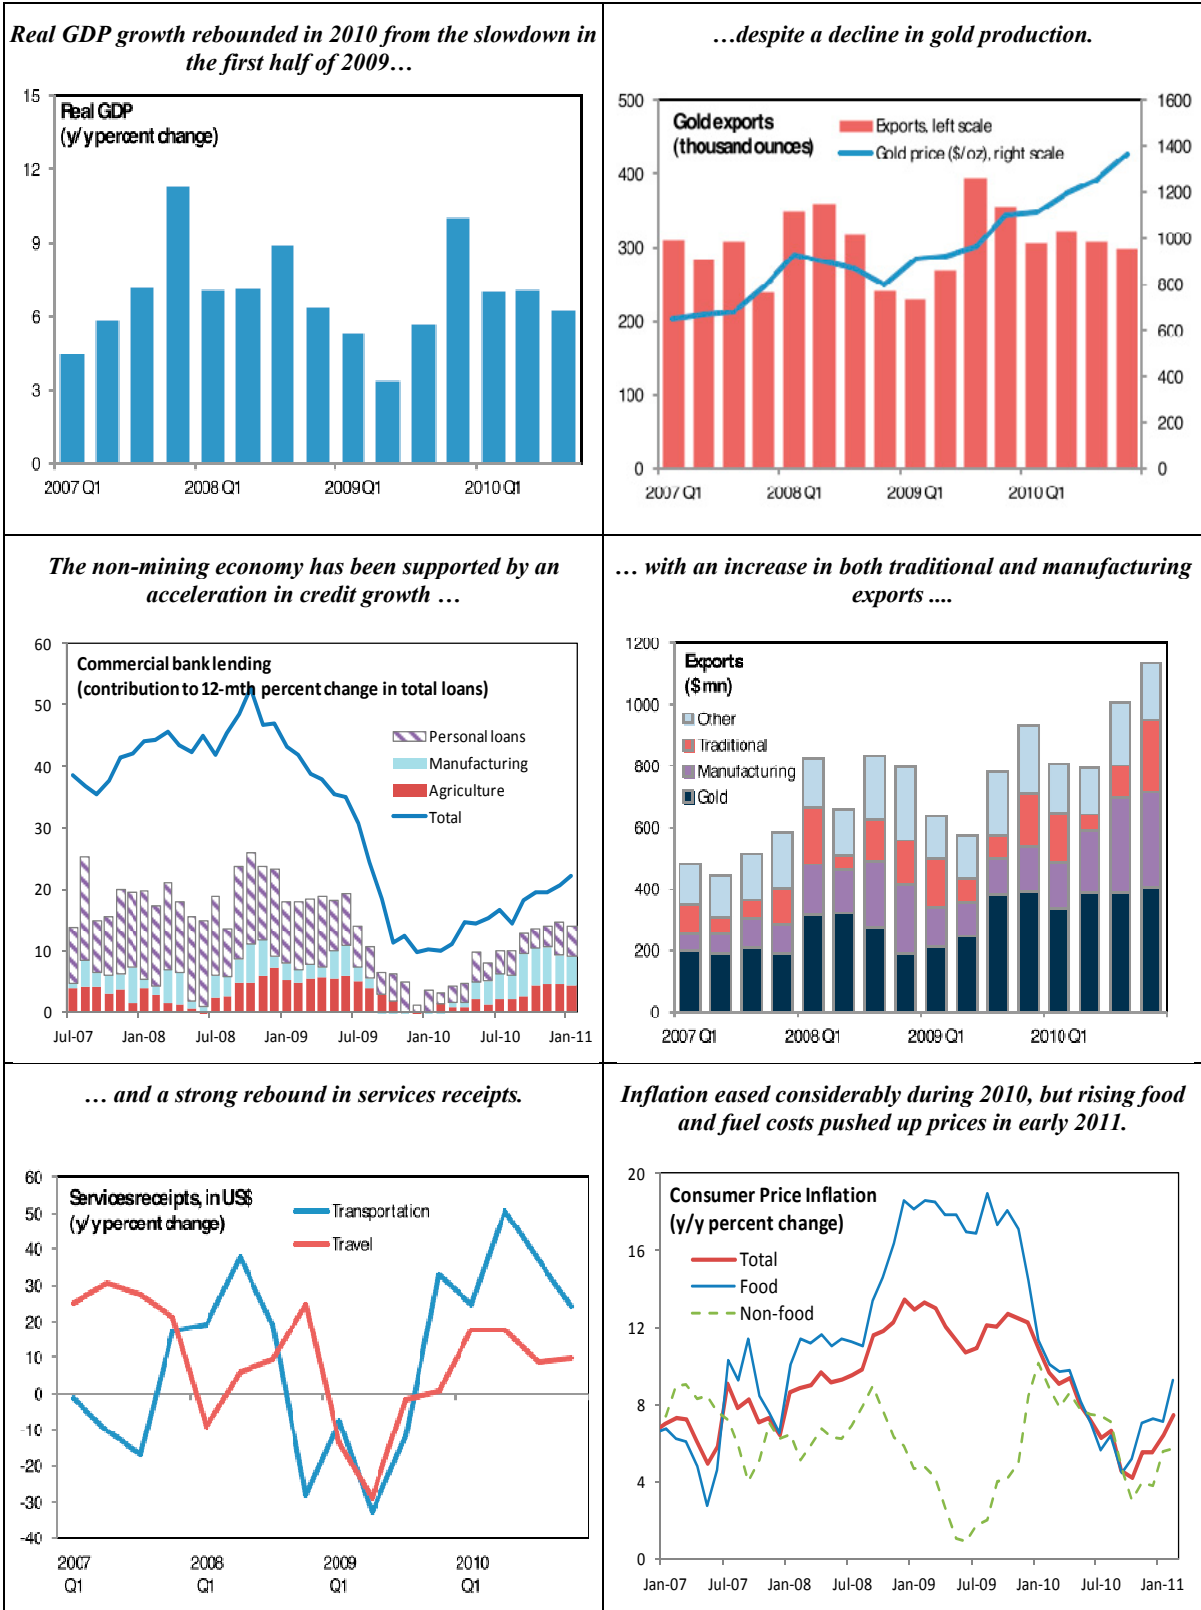 Real GDP growth rebounded in 2010 from the slowdown in
the first half of 2009…
15
Real GDP
(y/y percent change)
12
9
6
3
0
2007 Q1
2008 Q1
2009 Q1
2010 Q1
…despite a decline in gold production.
500
1600
Gold exports
(thousand ounces)
Exports, left scale
Gold price ($/oz), right scale
1400
400
1200
300
1000
800
200
600
400
100
200
0
0
2007 Q1
2008 Q1
2009 Q1
2010 Q1
The non-mining economy has been supported by an
acceleration in credit growth …
60
Commercial bank lending
(contribution to 12-mth percent change in total loans)
50
Personal loans
Manufacturing
Agriculture
Total
40
30
20
10
0
Jul-07
Jan-08
Jul-08
Jan-09
Jul-09
Jan-10
Jul-10
Jan-11
… with an increase in both traditional and manufacturing
exports ....
1200
Exports
($ mn)
1000
Other
Traditional
Manufacturing
Gold
800
600
400
200
0
2007 Q1
2008 Q1
2009 Q1
2010 Q1
… and a strong rebound in services receipts.
60
Services receipts, in US$
(y/y percent change)
50
Transportation
Travel
40
30
20
10
0
-10
-20
-30
-40
2007
Q1
2008
Q1
2009
Q1
2010
Q1
Inflation eased considerably during 2010, but rising food
and fuel costs pushed up prices in early 2011.
20
Consumer Price Inflation
(y/y percent change)
16
Total
Food
Non-food
12
8
4
0
Jan-07
Jul-07
Jan-08
Jul-08
Jan-09
Jul-09
Jan-10
Jul-10
Jan-11